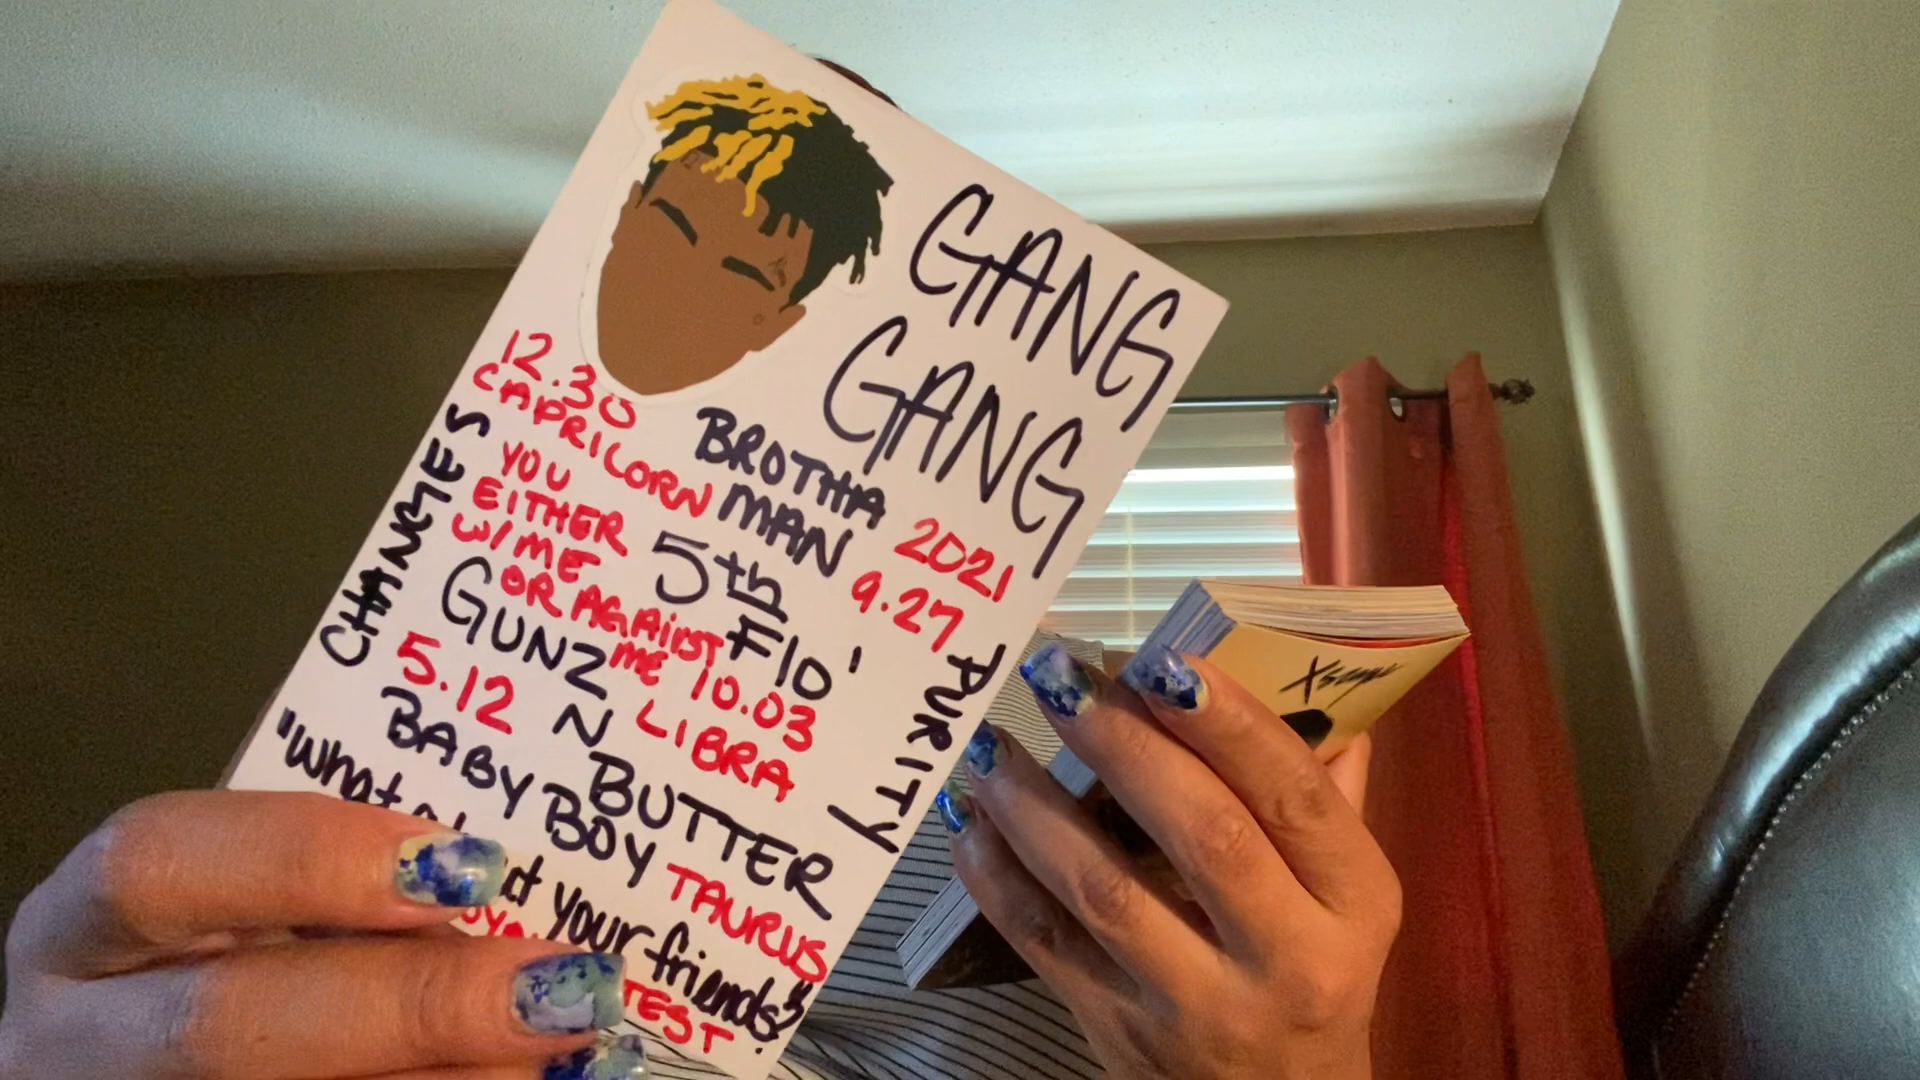 GANG
GANG
12.30
CAPRICORN
BROTHA
MAN
2021
9.27
YOU
EITHER
W/ME
OR AGAINST
ME
5th
Flo'
10.03
LIBRA
GUNZ
N
BUTTER
5.12
BABY BOY
TAURUS
"What
your friends?
TEST
CHANGES
PURITY